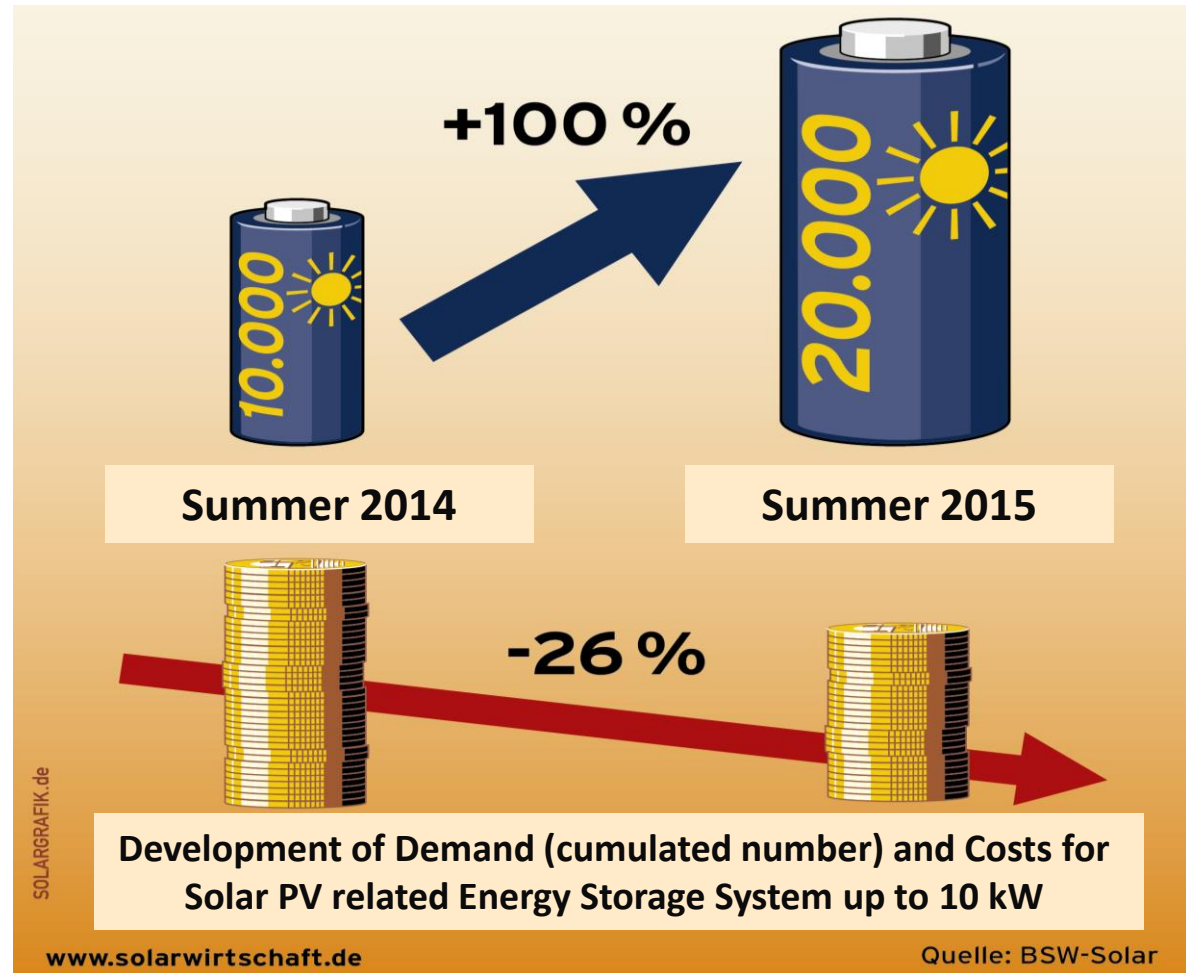 +100 %
10.000
20.000
Summer 2014
Summer 2015
-26 %
SOLARGRAFIK.de
Development of Demand (cumulated number) and Costs for
Solar PV related Energy Storage System up to 10 kW
www.solarwirtschaft.de
Quelle: BSW-Solar